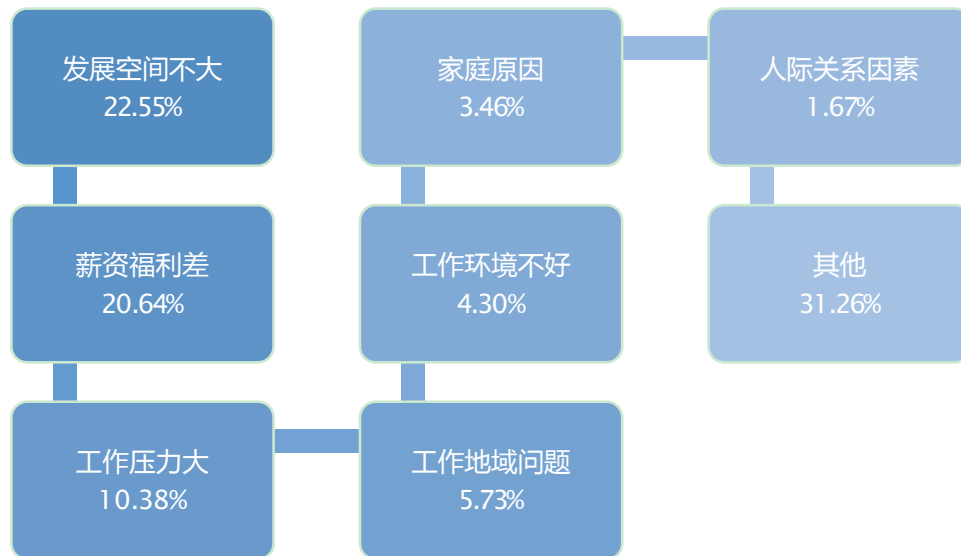 发展空间不大
22.55%
薪资福利差
20.64%
工作压力大
10.38%
工作地域问题
5.73%
工作环境不好
4.30%
家庭原因
3.46%
人际关系因素
1.67%
其他
31.26%